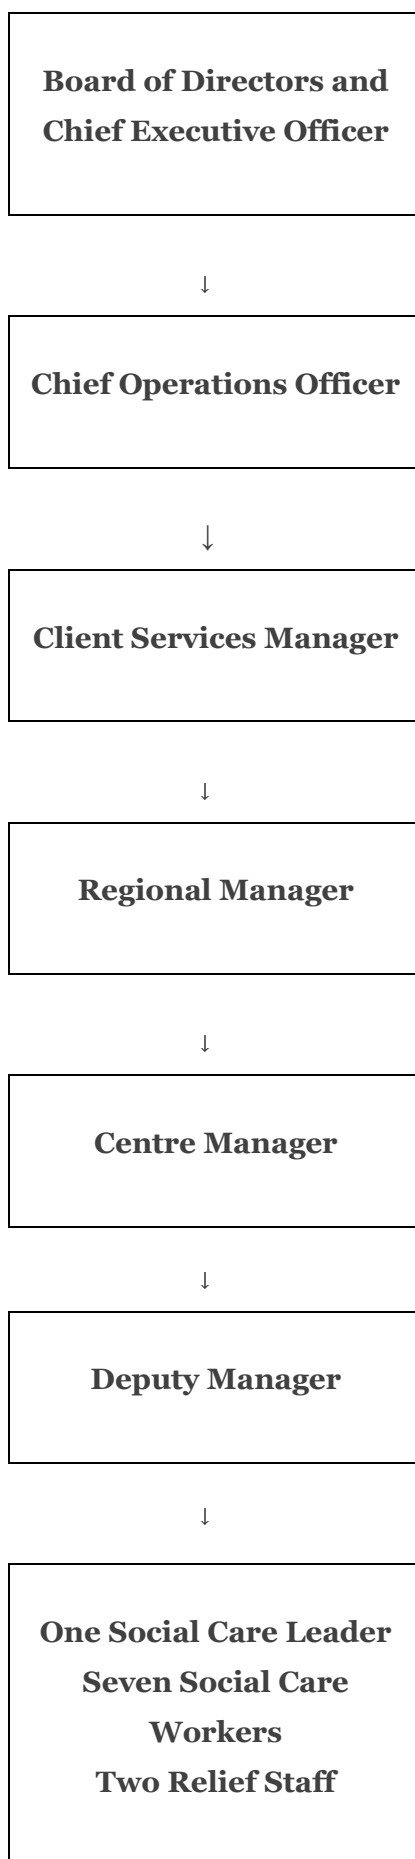 Board of Directors and
Chief Executive Officer
↓
Chief Operations Officer
↓
Client Services Manager
↓
Regional Manager
↓
Centre Manager
↓
Deputy Manager
↓
One Social Care Leader
Seven Social Care
Workers
Two Relief Staff